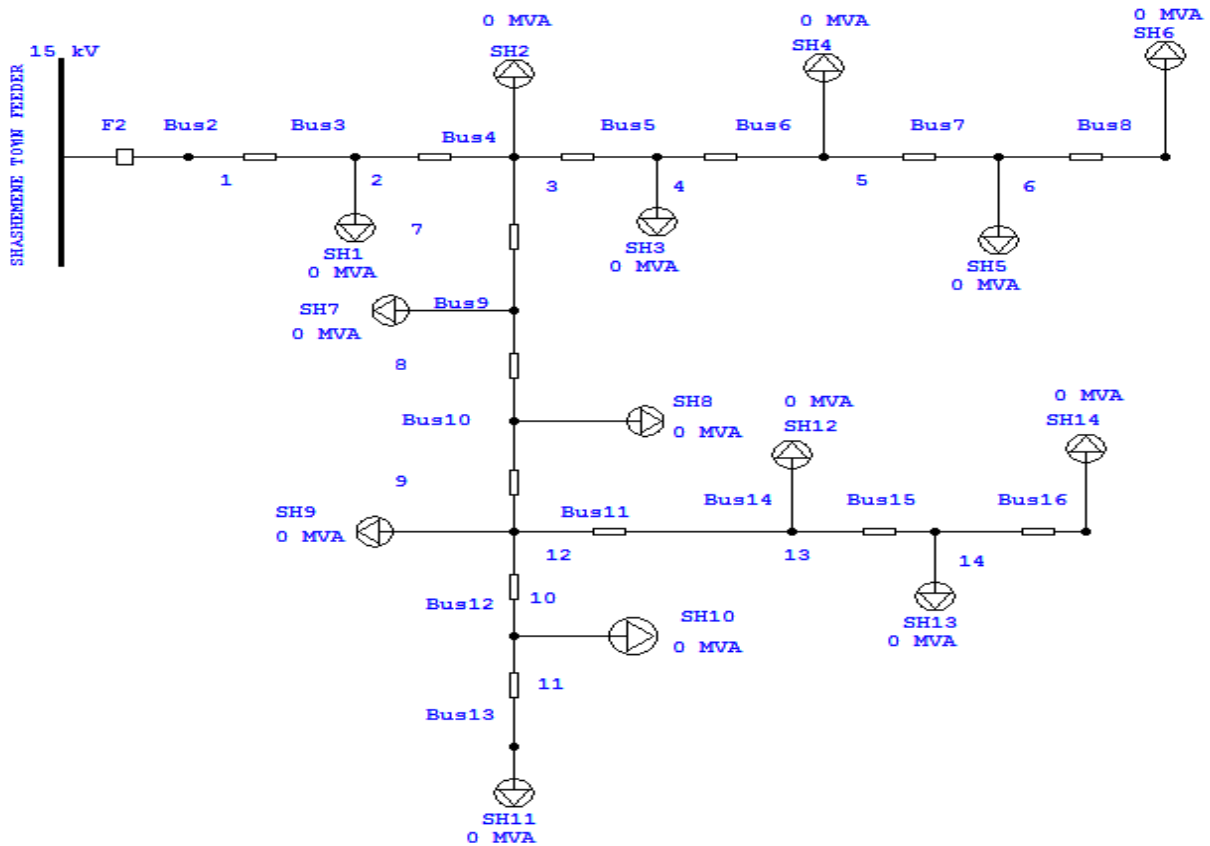 0 MVA
SH2
0 MVA
SH4
0 MVA
SH6
15 kV
SHASHEMENE TOWN FEEDER
F2
Bus2
Bus3
Bus4
Bus5
Bus6
Bus7
Bus8
1
2
3
4
5
6
7
SH1
0 MVA
SH3
0 MVA
SH5
0 MVA
SH7
0 MVA
Bus9
8
Bus10
SH8
0 MVA
0 MVA
SH12
0 MVA
SH14
9
SH9
0 MVA
Bus11
Bus14
Bus15
Bus16
12
13
14
Bus12
10
SH10
0 MVA
SH13
0 MVA
11
Bus13
SH11
0 MVA